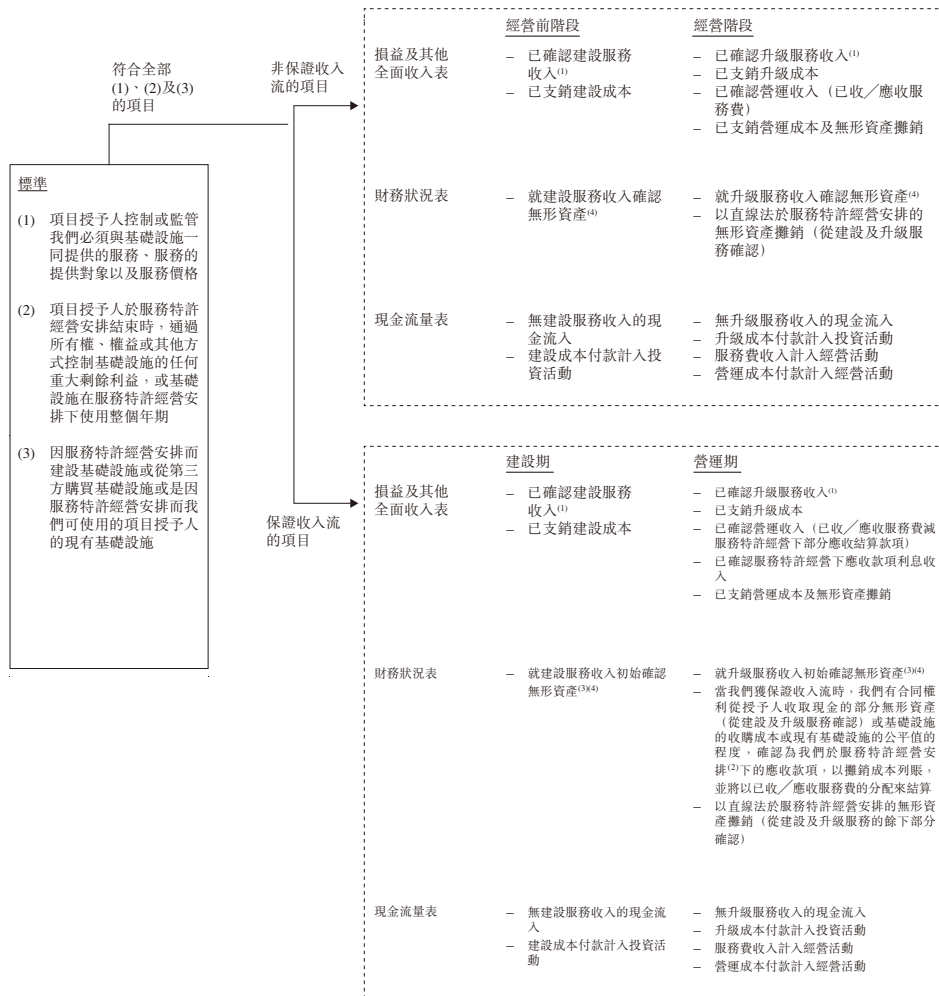 符合全部
(1)、(2)及(3)
的項目
非保證收入
流的項目
標準
(1) 項目授予人控制或監管
我們必須與基礎設施一
同提供的服務、服務的
提供對象以及服務價格
(2) 項目授予人於服務特許
經營安排結束時，通過
所有權、權益或其他方
式控制基礎設施的任何
重大剩餘利益，或基礎
設施在服務特許經營安
排下使用整個年期
(3) 因服務特許經營安排而
建設基礎設施或從第三
方購買基礎設施或是因
服務特許經營安排而我
們可使用的項目授予人
的現有基礎設施
保證收入流
的項目
經營前階段
經營階段
損益及其他
全面收入表
– 已確認建設服務
收入(1)
– 已支銷建設成本
– 已確認升級服務收入(1)
– 已支銷升級成本
– 已確認營運收入（已收／應收服
務費）
– 已支銷營運成本及無形資產攤銷
財務狀況表
– 就建設服務收入確認
無形資產(4)
– 就升級服務收入確認無形資產(4)
– 以直線法於服務特許經營安排的
無形資產攤銷（從建設及升級服
務確認）
現金流量表
– 無建設服務收入的現
金流入
– 建設成本付款計入投
資活動
– 無升級服務收入的現金流入
– 升級成本付款計入投資活動
– 服務費收入計入經營活動
– 營運成本付款計入經營活動
建設期
營運期
損益及其他
全面收入表
– 已確認建設服務
收入(1)
– 已支銷建設成本
– 已確認升級服務收入(1)
– 已支銷升級成本
– 已確認營運收入（已收／應收服務費減
服務特許經營下部分應收結算款項）
– 已確認服務特許經營下應收款項利息收
入
– 已支銷營運成本及無形資產攤銷
財務狀況表
– 就建設服務收入初始確認
無形資產(3)(4)
– 就升級服務收入初始確認無形資產(3)(4)
– 當我們獲保證收入流時，我們有合同權
利從授予人收取現金的部分無形資產
（從建設及升級服務確認）或基礎設施
的收購成本或現有基礎設施的公平值的
程度，確認為我們於服務特許經營安
排(2)下的應收款項，以攤銷成本列賬，
並將以已收／應收服務費的分配來結算
– 以直線法於服務特許經營安排的無形資
產攤銷（從建設及升級服務的餘下部分
確認）
現金流量表
– 無建設服務收入的現金流
入
– 建設成本付款計入投資活
動
– 無升級服務收入的現金流入
– 升級成本付款計入投資活動
– 服務費收入計入經營活動
– 營運成本付款計入經營活動